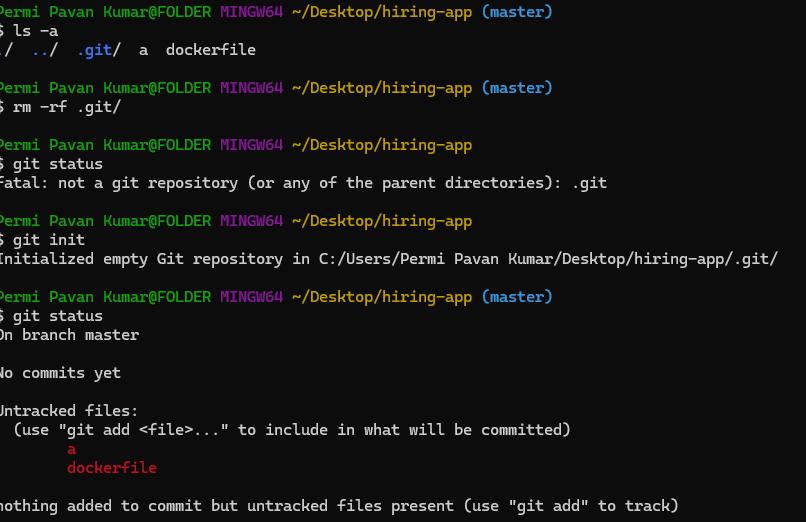 Permi Pavan Kumar@FOLDER MINGW64 ~/Desktop/hiring-app (master)
$ ls -a
./  ../  .git/  a  dockerfile
Permi Pavan Kumar@FOLDER MINGW64 ~/Desktop/hiring-app (master)
$ rm -rf .git/
Permi Pavan Kumar@FOLDER MINGW64 ~/Desktop/hiring-app
$ git status
fatal: not a git repository (or any of the parent directories): .git
Permi Pavan Kumar@FOLDER MINGW64 ~/Desktop/hiring-app
$ git init
Initialized empty Git repository in C:/Users/Permi Pavan Kumar/Desktop/hiring-app/.git/
Permi Pavan Kumar@FOLDER MINGW64 ~/Desktop/hiring-app (master)
$ git status
On branch master
No commits yet
Untracked files:
  (use "git add <file>..." to include in what will be committed)
        a
        dockerfile
nothing added to commit but untracked files present (use "git add" to track)